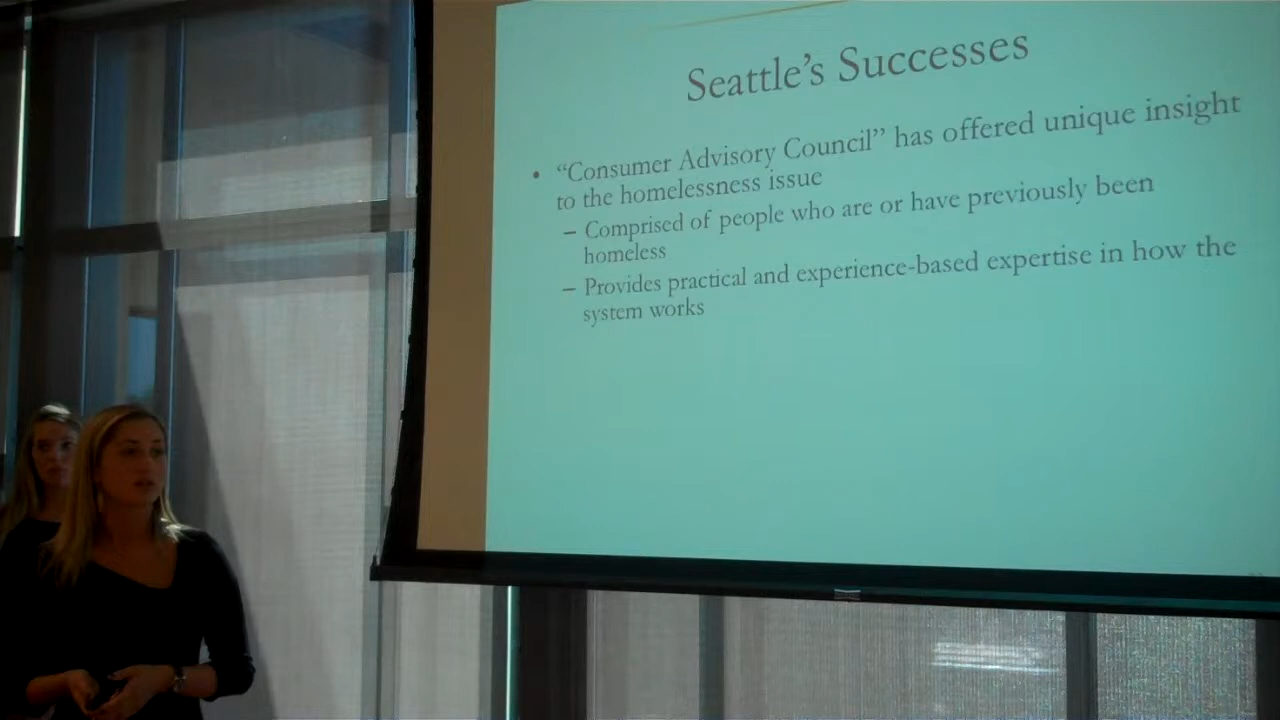 Seattle's Successes
• “Consumer Advisory Council” has offered unique insight
to the homelessness issue
– Comprised of people who are or have previously been
homeless
– Provides practical and experience-based expertise in how the
system works